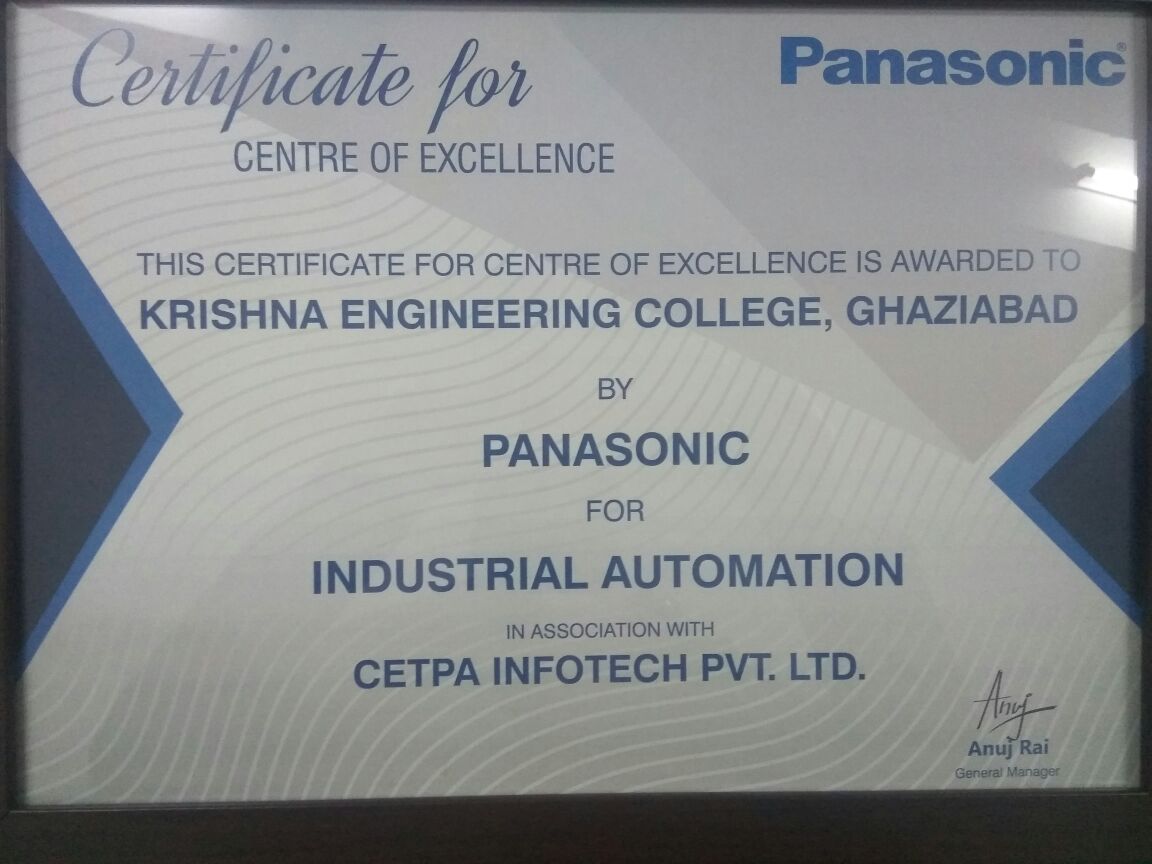 Certificate for
Panasonic®
CENTRE OF EXCELLENCE
THIS CERTIFICATE FOR CENTRE OF EXCELLENCE IS AWARDED TO
KRISHNA ENGINEERING COLLEGE, GHAZIABAD
BY
PANASONIC
FOR
INDUSTRIAL AUTOMATION
IN ASSOCIATION WITH
CETPA INFOTECH PVT. LTD.
Anuj
Anuj Rai
General Manager